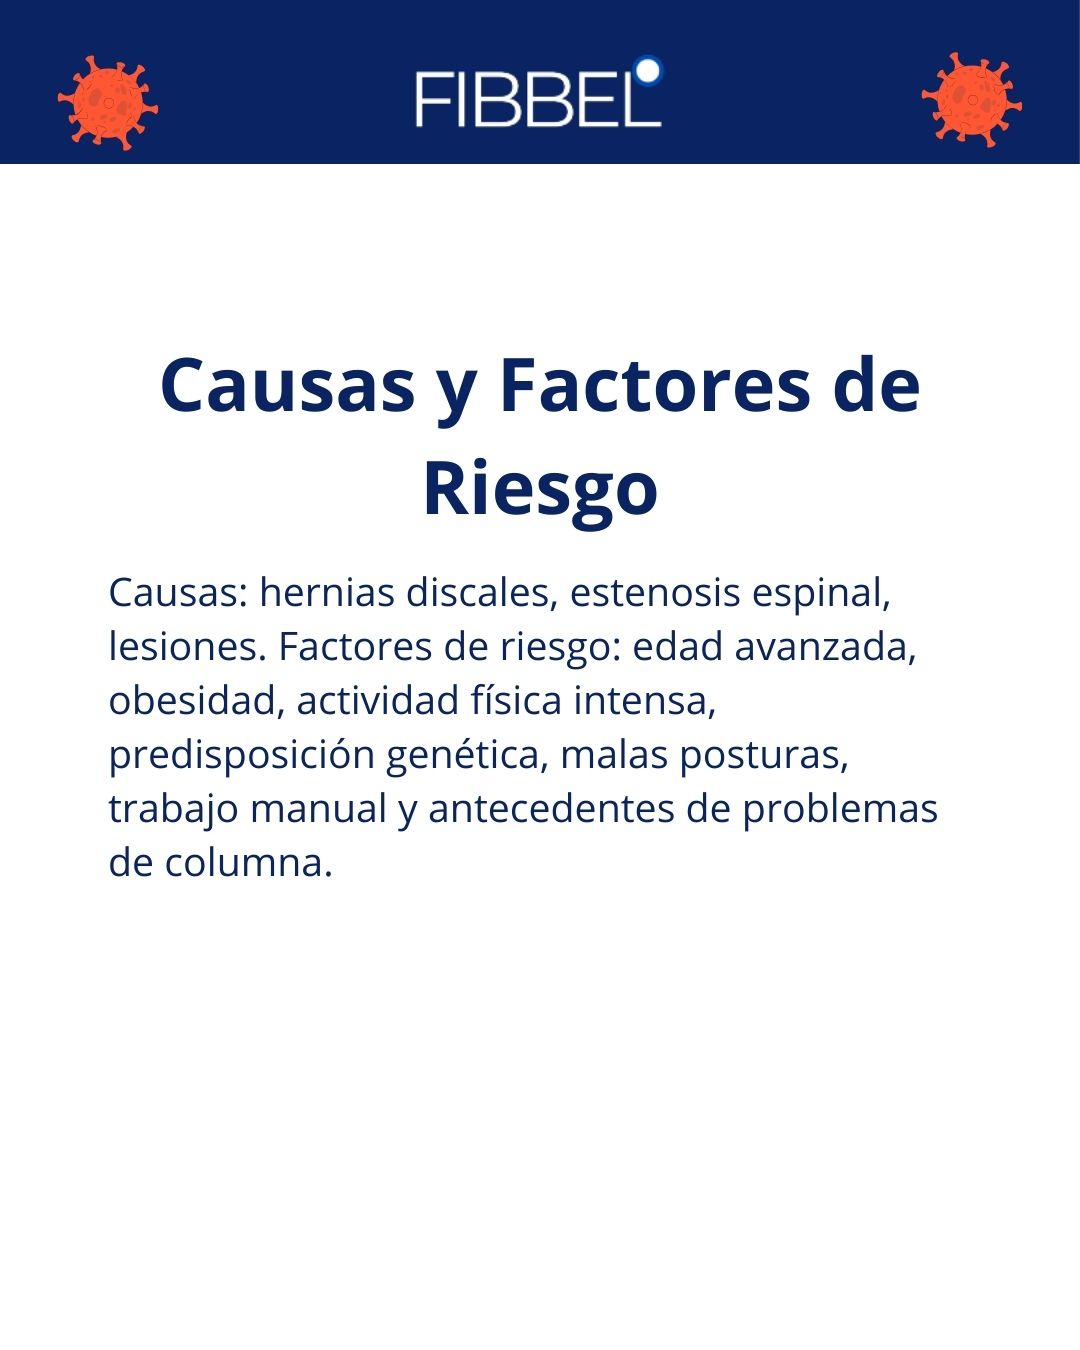 FIBBEL
Causas y Factores de
Riesgo
Causas: hernias discales, estenosis espinal,
lesiones. Factores de riesgo: edad avanzada,
obesidad, actividad física intensa,
predisposición genética, malas posturas,
trabajo manual y antecedentes de problemas
de columna.